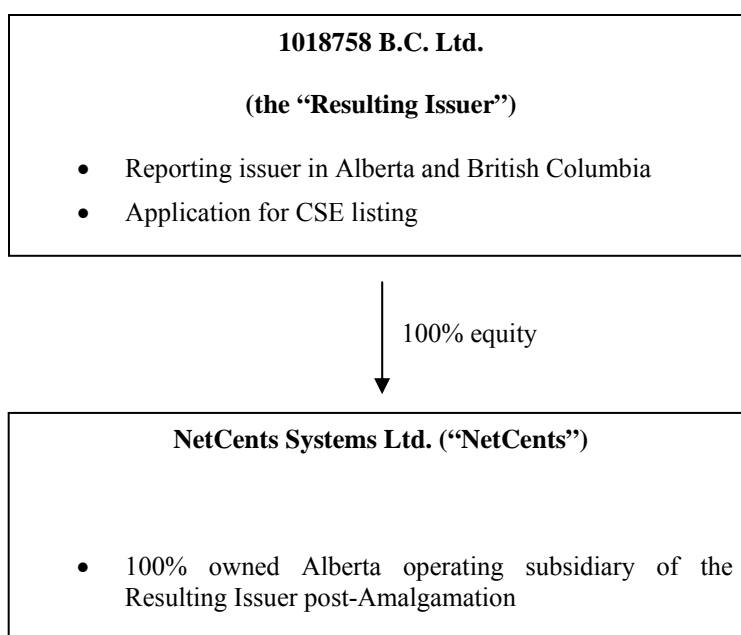 1018758 B.C. Ltd.
(the “Resulting Issuer”)
• Reporting issuer in Alberta and British Columbia
• Application for CSE listing
100% equity
NetCents Systems Ltd. (“NetCents”)
• 100% owned Alberta operating subsidiary of the
Resulting Issuer post-Amalgamation